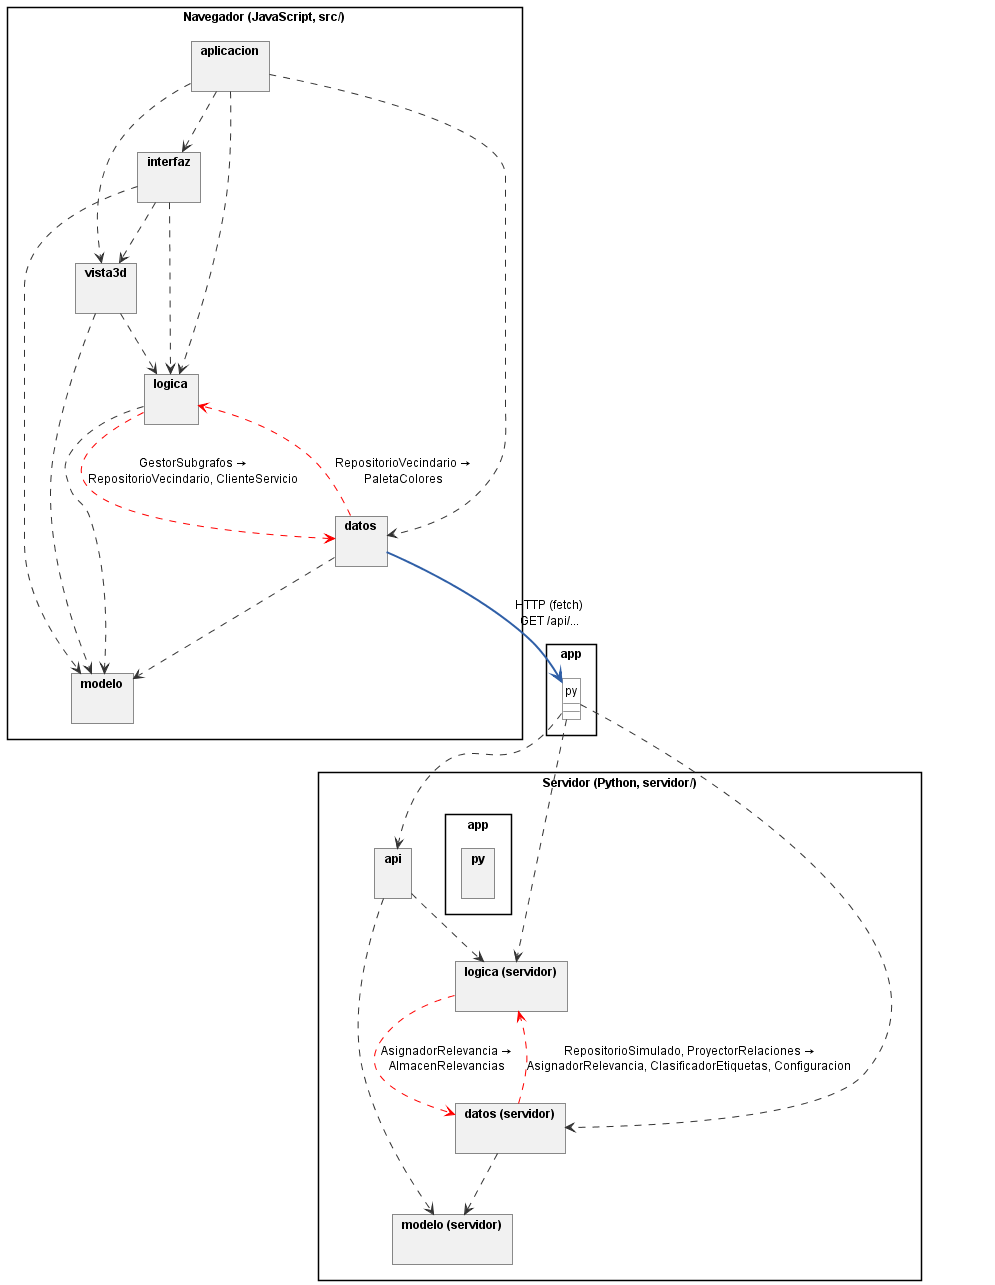 Navegador (JavaScript, src/)
aplicacion
interfaz
vista3d
logica
GestorSubgrafos →
RepositorioVecindario, ClienteServicio
RepositorioVecindario →
PaletaColores
datos
HTTP (fetch)
GET /api/...
app
py
modelo
Servidor (Python, servidor/)
app
api
py
logica (servidor)
AsignadorRelevancia →
AlmacenRelevancias
RepositorioSimulado, ProyectorRelaciones →
AsignadorRelevancia, ClasificadorEtiquetas, Configuracion
datos (servidor)
modelo (servidor)